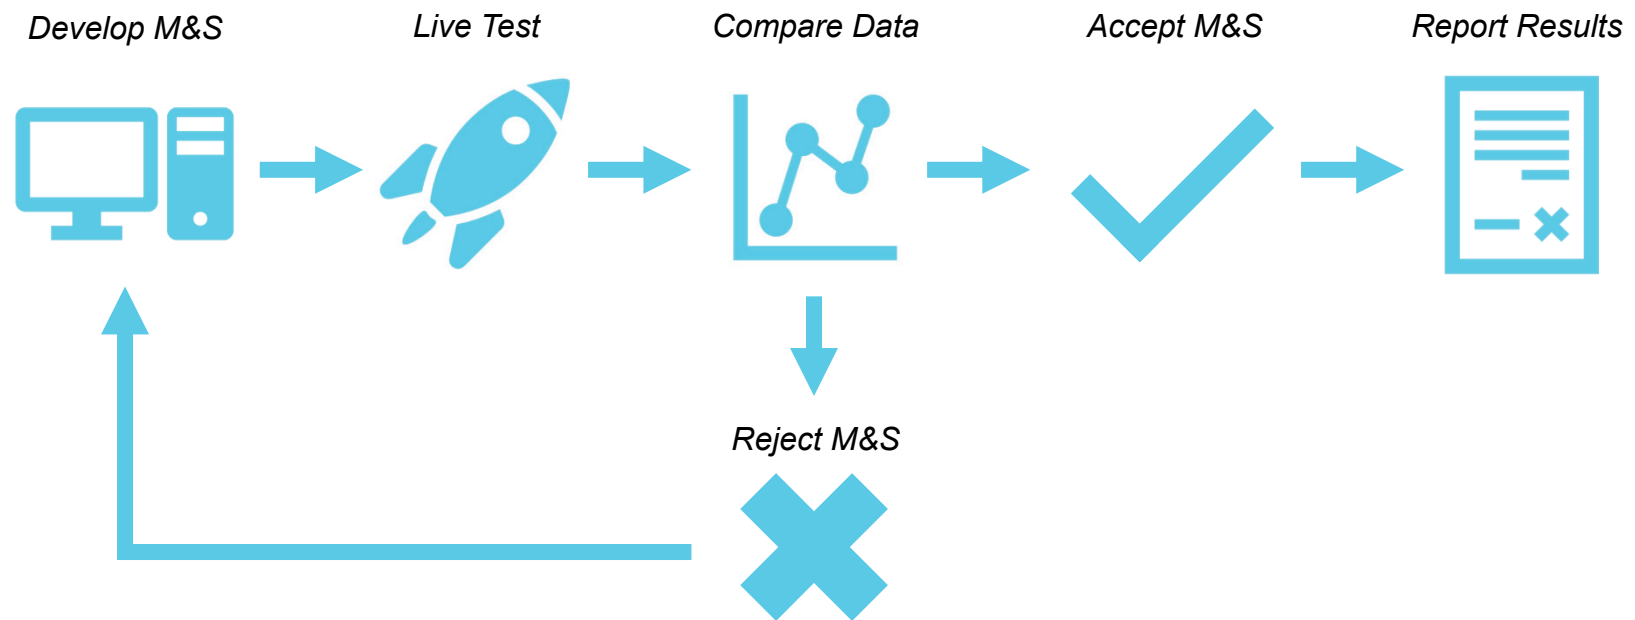 Develop M&S
Live Test
Compare Data
Accept M&S
Report Results
Reject M&S